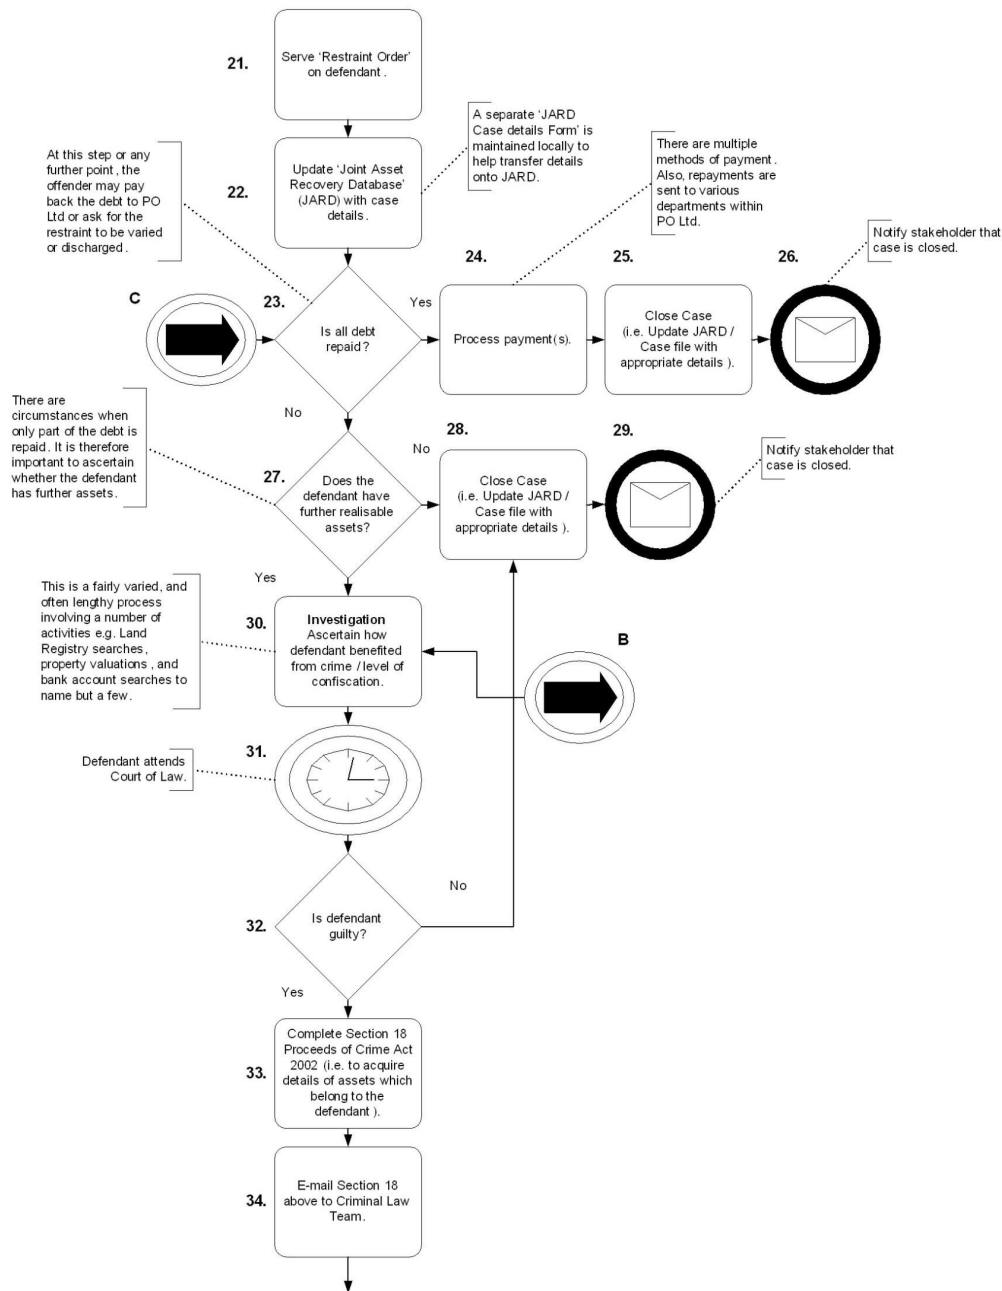 21.
Serve ‘Restraint Order’
on defendant .
A separate ‘JARD
Case details Form’ is
maintained locally to
help transfer details
onto JARD.
At this step or any
further point , the
offender may pay
back the debt to PO
Ltd or ask for the
restraint to be varied
or discharged .
22.
Update ‘Joint Asset
Recovery Database’
(JARD) with case
details .
There are multiple
methods of payment .
Also, repayments are
sent to various
departments within
PO Ltd.
Notify stakeholder that
case is closed.
C
23.
Is all debt
repaid ?
Yes
24.
Process payment(s).
25.
Close Case
(i.e. Update JARD /
Case file with
appropriate details ).
26.
No
There are
circumstances when
only part of the debt is
repaid . It is therefore
important to ascertain
whether the defendant
has further assets.
27.
Does the
defendant have
further realisable
assets?
No
28.
Close Case
(i.e. Update JARD /
Case file with
appropriate details ).
29.
Notify stakeholder that
case is closed.
Yes
This is a fairly varied, and
often lengthy process
involving a number of
activities e.g. Land
Registry searches,
property valuations , and
bank account searches to
name but a few.
30.
Investigation
Ascertain how
defendant benefited
from crime / level of
confiscation.
B
31.
Defendant attends
Court of Law.
32.
Is defendant
guilty?
No
Yes
33.
Complete Section 18
Proceeds of Crime Act
2002 (i.e. to acquire
details of assets which
belong to the
defendant ).
34.
E-mail Section 18
above to Criminal Law
Team.